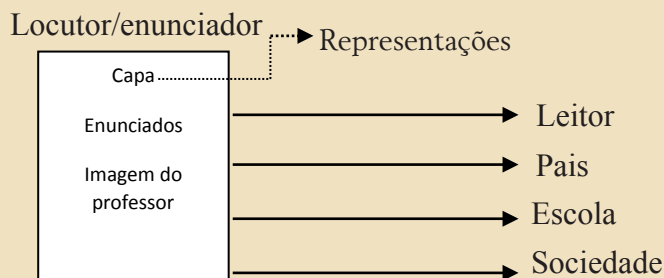 Locutor/enunciador
Representações
Capa
Enunciados
Imagem do
professor
Leitor
Pais
Escola
Sociedade